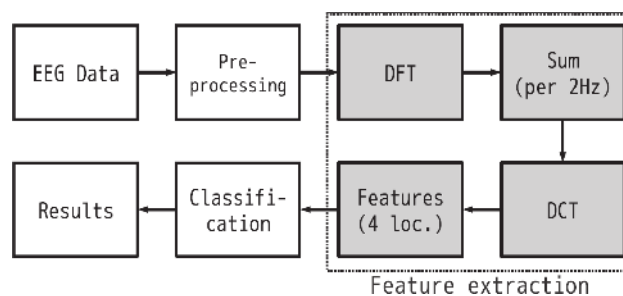 EEG Data
Pre-
processing
DFT
Sum
(per 2Hz)
Results
Classifi-
cation
Features
(4 loc.)
DCT
Feature extraction